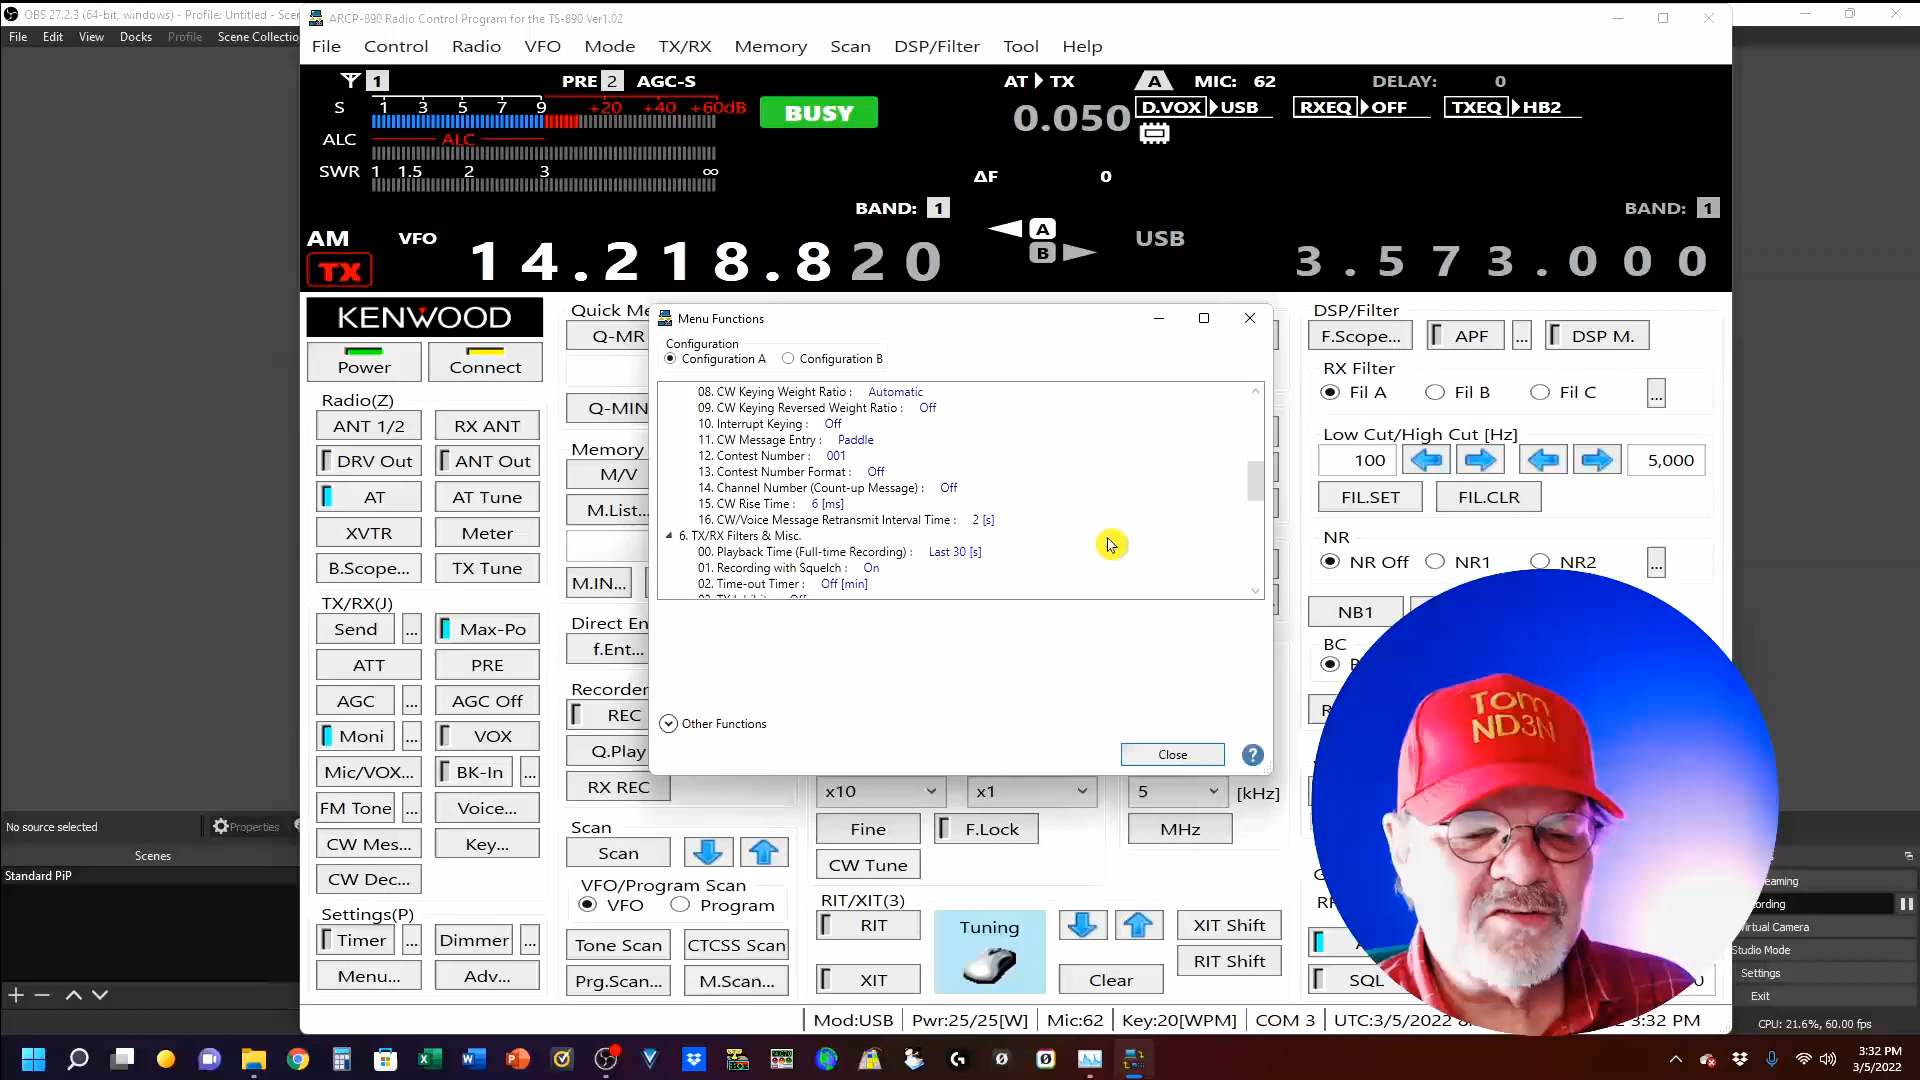 OBS 27.2.3 (64-bit, windows) - Profile: Untitled - Scen
File Edit View Docks Profile Scene Collectio
ARCP-890 Radio Control Program for the TS-890 Ver1.02
File Control Radio VFO Mode TX/RX Memory Scan DSP/Filter Tool Help
1 PRE 2 AGC-S
AT TX A MIC: 62 DELAY: 0
S 1 3 5 7 9 +20 +40 +60dB
BUSY
0.050 D.VOX USB RXEQ OFF TXEQ HB2
ALC ALC
SWR 1 1.5 2 3 ∞
ΔF 0
BAND: 1 BAND: 1
AM VFO A USB
TX 14.218.820 B 3.573.000
KENWOOD
Power Connect
Radio(Z)
ANT 1/2 RX ANT
DRV Out ANT Out
AT AT Tune
XVTR Meter
B.Scope... TX Tune
TX/RX(J)
Send ... Max-Po
ATT PRE
AGC ... AGC Off
Moni ... VOX
Mic/VOX... BK-In ...
FM Tone ... Voice...
CW Mes... Key...
CW Dec...
Settings(P)
Timer ... Dimmer ...
Menu... Adv...
Quick Me
Q-MR
Q-MIN
Memory
M/V
M.List...
M.IN...
Direct En
f.Ent...
Recorder
REC
Q.Play
RX REC
Scan
Scan
VFO/Program Scan
VFO Program
Tone Scan CTCSS Scan
Prg.Scan... M.Scan...
Menu Functions
Configuration
Configuration A Configuration B
08. CW Keying Weight Ratio : Automatic
09. CW Keying Reversed Weight Ratio : Off
10. Interrupt Keying : Off
11. CW Message Entry : Paddle
12. Contest Number : 001
13. Contest Number Format : Off
14. Channel Number (Count-up Message) : Off
15. CW Rise Time : 6 [ms]
16. CW/Voice Message Retransmit Interval Time : 2 [s]
6. TX/RX Filters & Misc.
00. Playback Time (Full-time Recording) : Last 30 [s]
01. Recording with Squelch : On
02. Time-out Timer : Off [min]
Other Functions
Close ?
x10 x1 5 [kHz]
Fine F.Lock MHz
CW Tune
RIT/XIT(3)
RIT Tuning XIT Shift
RIT Shift
XIT Clear
DSP/Filter
F.Scope... APF ... DSP M.
RX Filter
Fil A Fil B Fil C ...
Low Cut/High Cut [Hz]
100 5,000
FIL.SET FIL.CLR
NR
NR Off NR1 NR2 ...
NB1
BC
SQL
TOM
ND3N
Mod:USB Pwr:25/25[W] Mic:62 Key:20[WPM] COM 3 UTC:3/5/2022 3:32 PM
No source selected Properties
Scenes
Standard PiP
eaming
ording
irtual Camera
Studio Mode
Settings
Exit
CPU: 21.6%, 60.00 fps
3:32 PM
3/5/2022